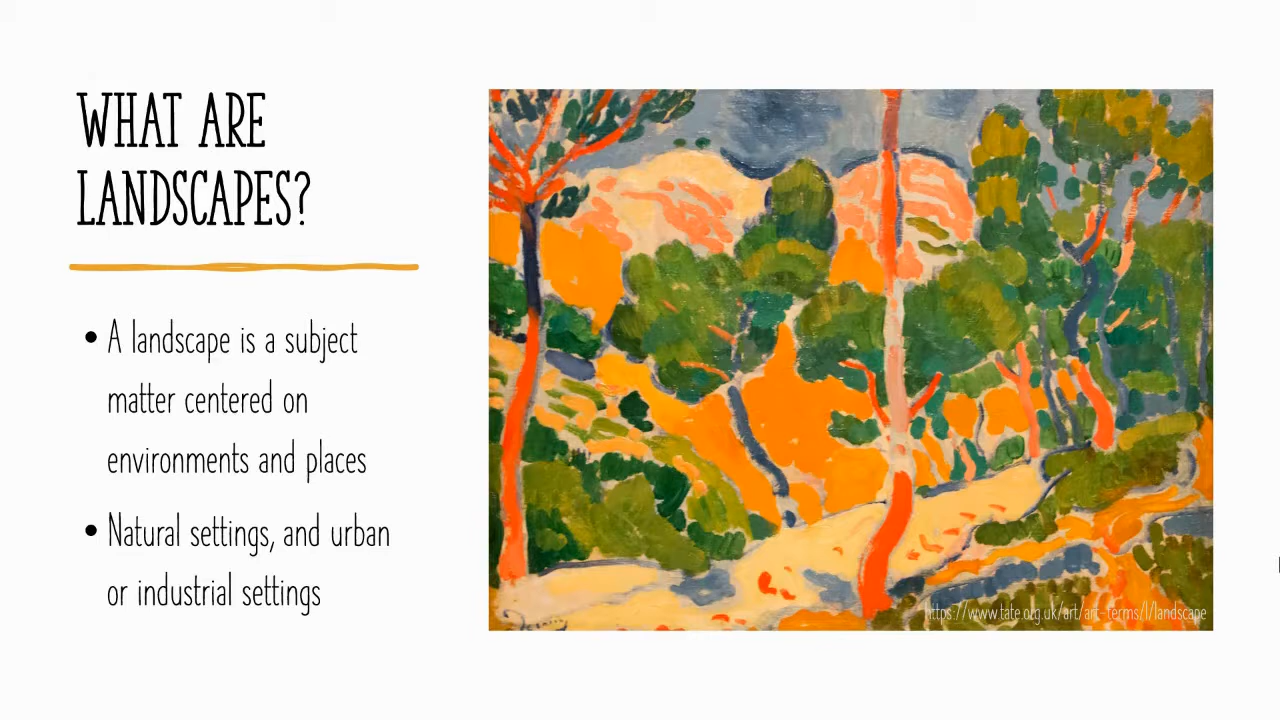 WHAT ARE
LANDSCAPES?
• A landscape is a subject
matter centered on
environments and places
• Natural settings, and urban
or industrial settings
https://www.tate.org.uk/art/art-terms/l/landscape